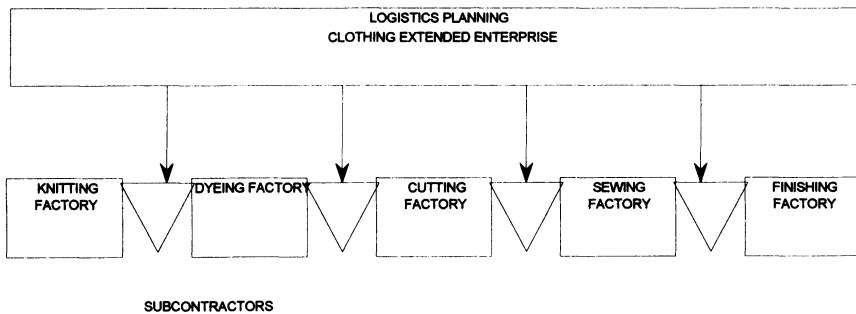 LOGISTICS PLANNING
CLOTHING EXTENDED ENTERPRISE
KNITTING
FACTORY
DYEING FACTORY
CUTTING
FACTORY
SEWING
FACTORY
FINISHING
FACTORY
SUBCONTRACTORS